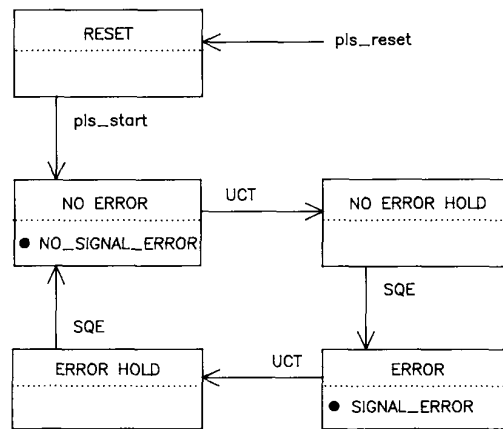 RESET
pls_reset
pls_start
NO ERROR
● NO_SIGNAL_ERROR
UCT
NO ERROR HOLD
SQE
SQE
ERROR HOLD
UCT
ERROR
● SIGNAL_ERROR